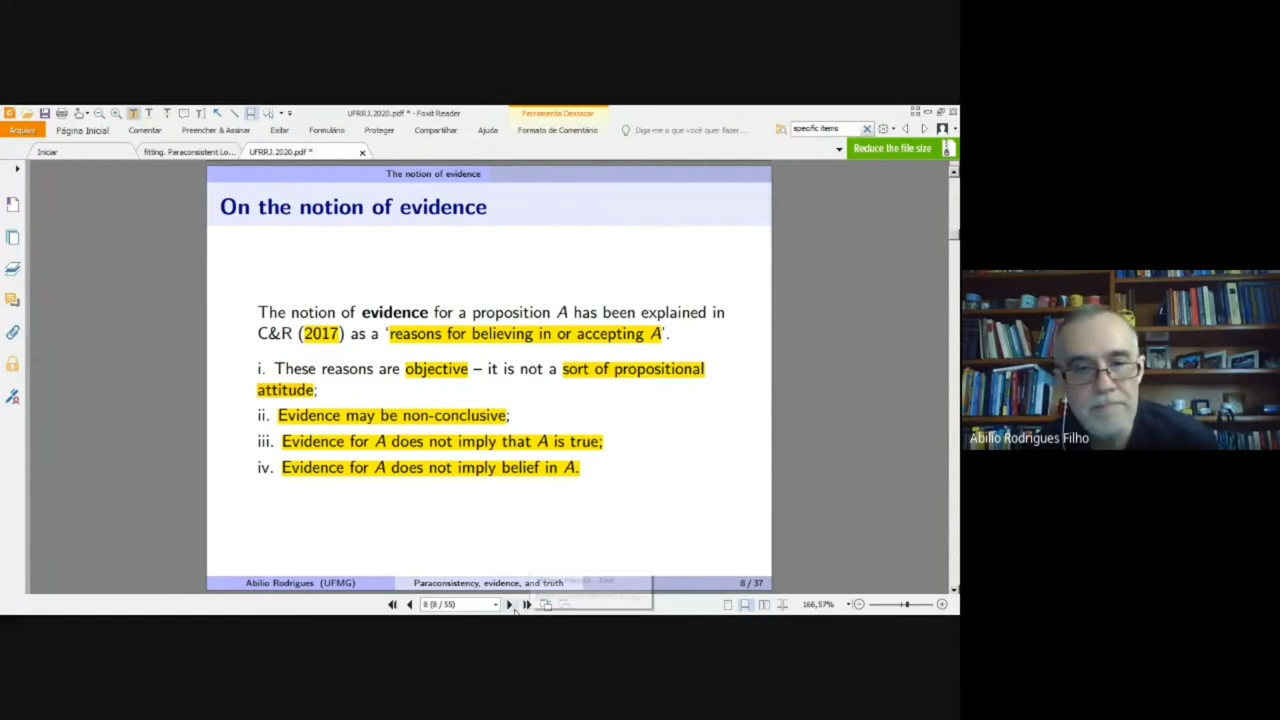 UFRRJ.2020.pdf * - Foxit Reader
Ferramenta Destacar
Arquivo Página Inicial Comentar Preencher & Assinar Exibir Formulário Proteger Compartilhar Ajuda Formato de Comentário Diga-me o que você quer fazer... specific items
Iniciar fitting. Paraconsistent Lo... UFRRJ.2020.pdf * Reduce the file size
The notion of evidence
On the notion of evidence
The notion of evidence for a proposition A has been explained in
C&R (2017) as a ‘reasons for believing in or accepting A’.
i. These reasons are objective – it is not a sort of propositional
attitude;
ii. Evidence may be non-conclusive;
iii. Evidence for A does not imply that A is true;
iv. Evidence for A does not imply belief in A.
Abilio Rodrigues Filho
Abilio Rodrigues (UFMG) Paraconsistency, evidence, and truth 8 / 37
8 (8 / 55) 166,57%